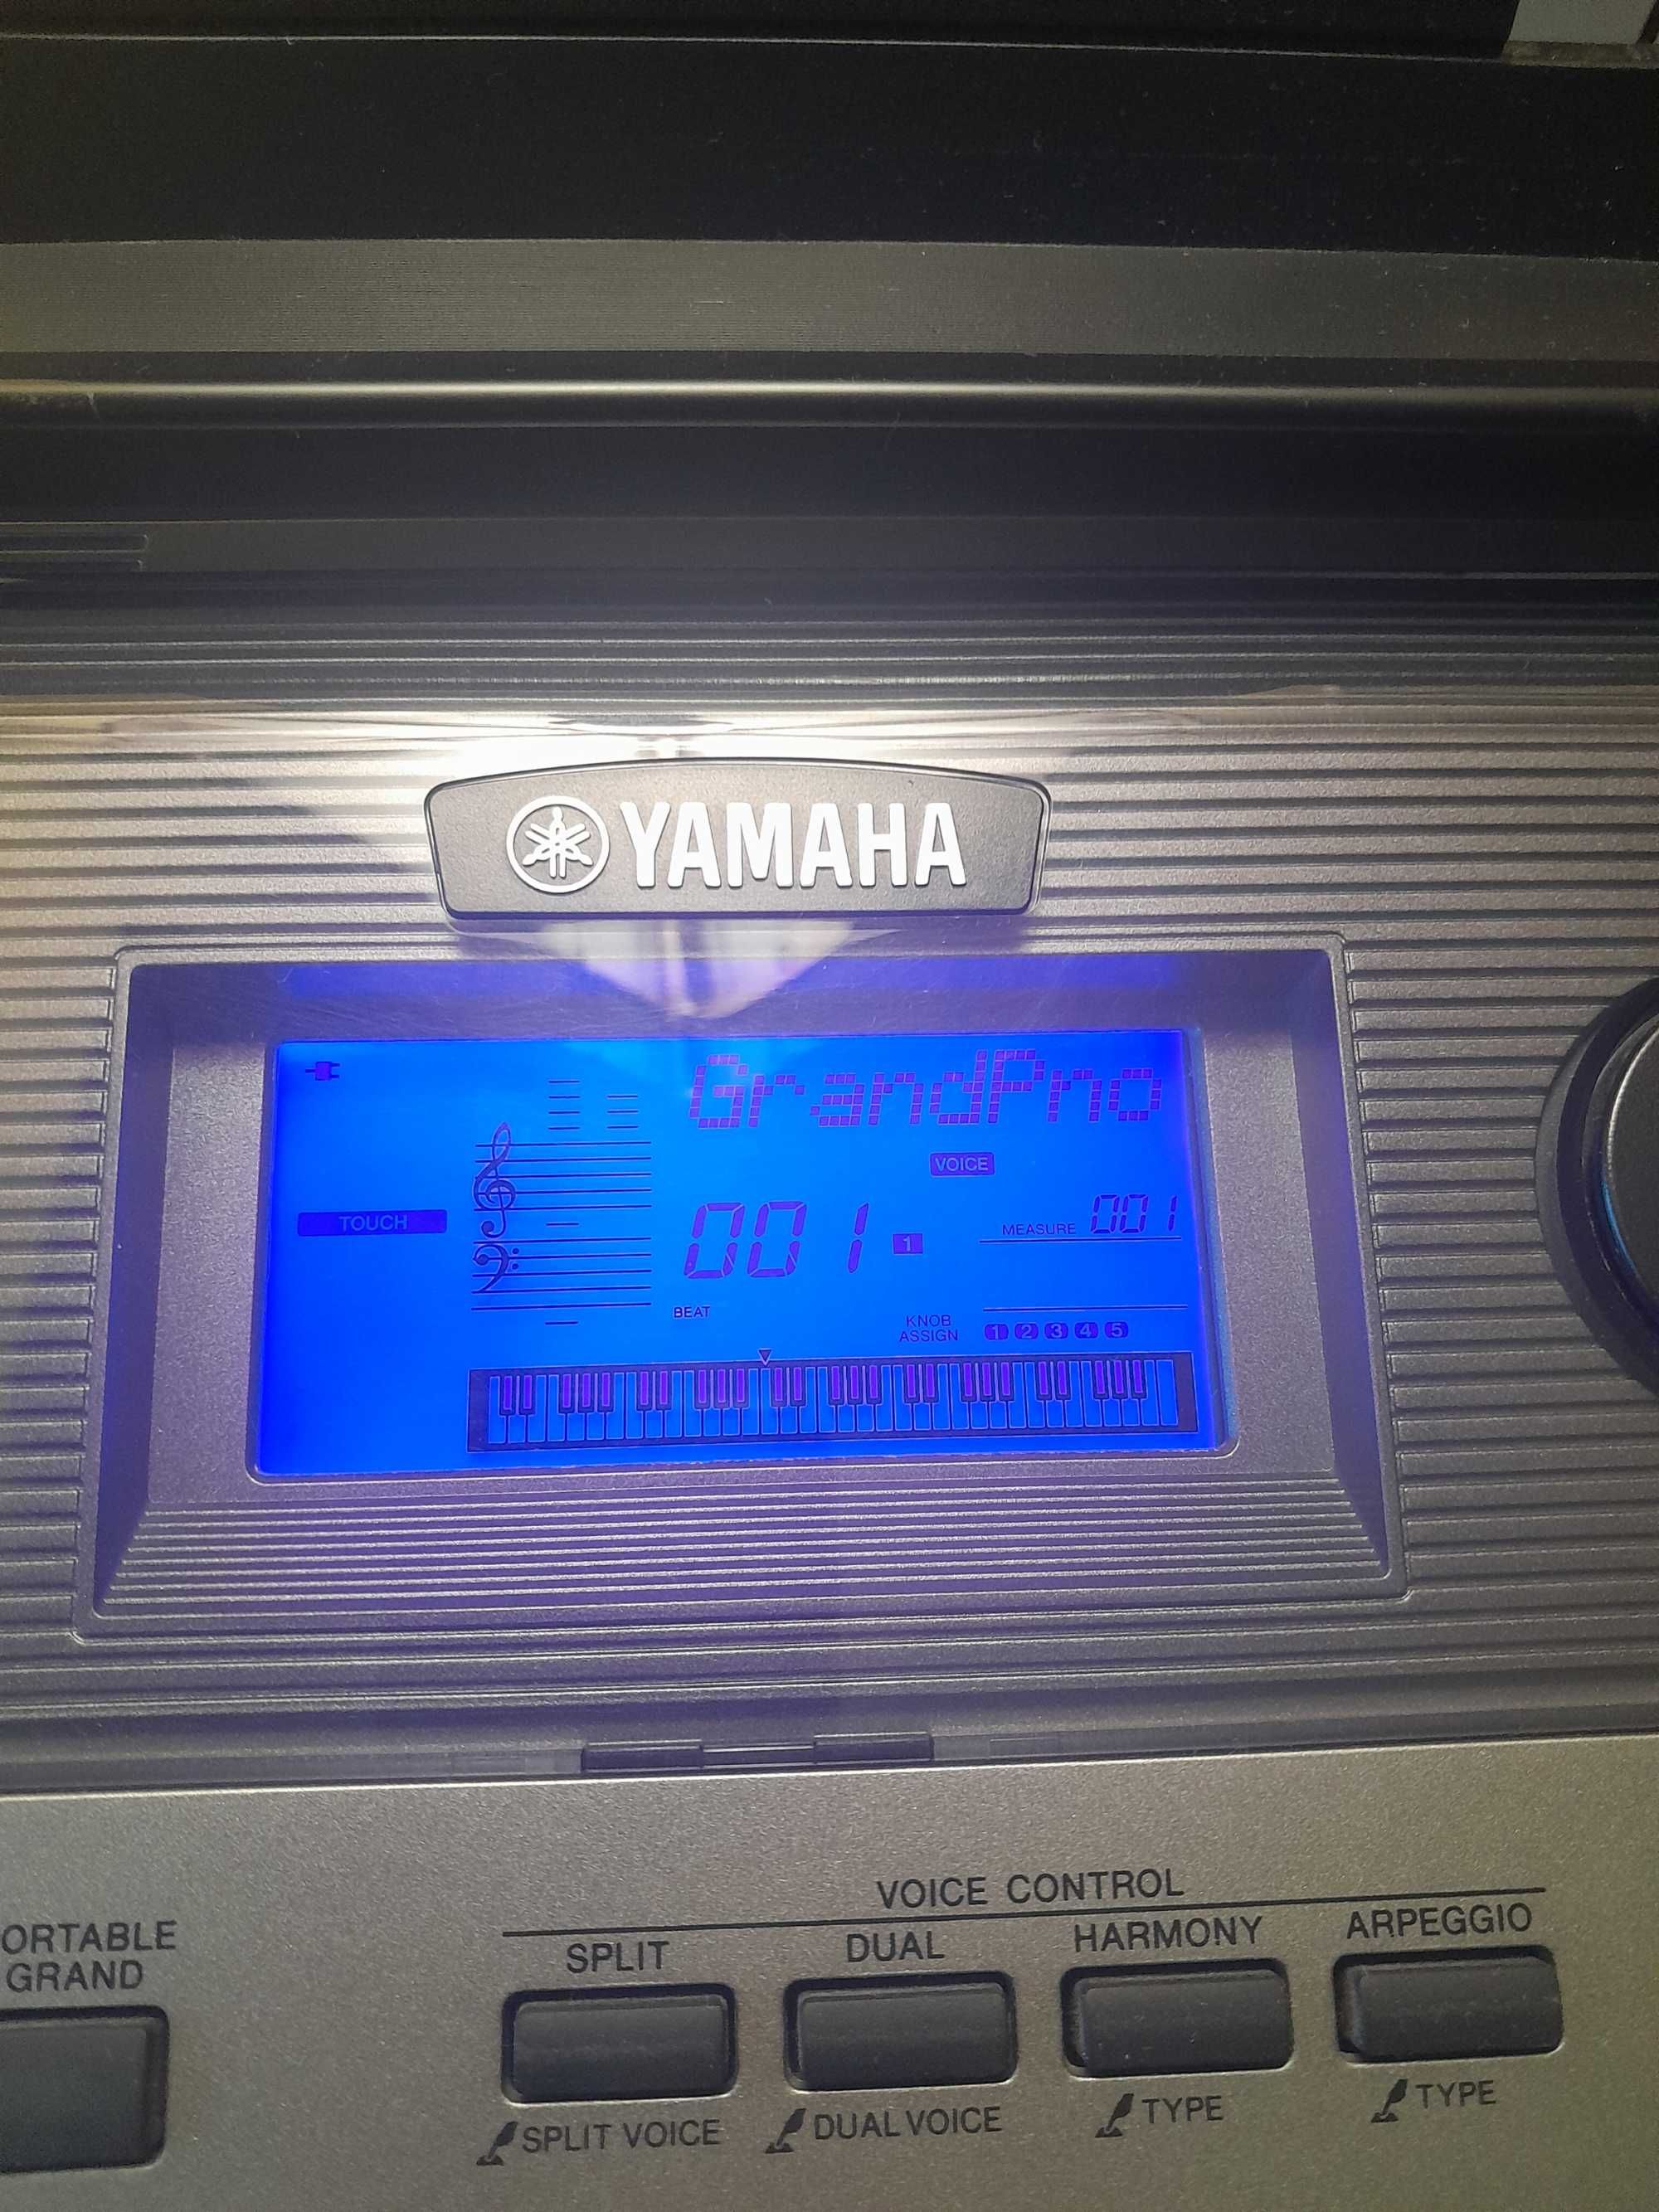 YAMAHA
GrandPno
VOICE
TOUCH
001 1
MEASURE 001
BEAT
KNOB
ASSIGN 1 2 3 4 5
VOICE CONTROL
ORTABLE
GRAND
SPLIT DUAL HARMONY ARPEGGIO
SPLIT VOICE DUAL VOICE TYPE TYPE